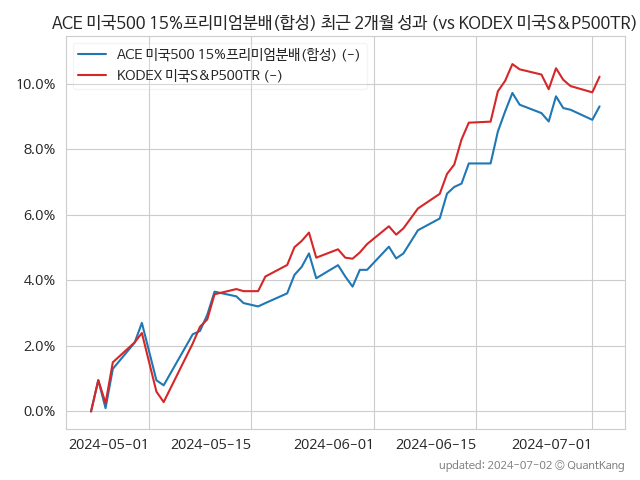 ACE 미국500 15%프리미엄분배(합성) 최근 2개월 성과 (vs KODEX 미국S&P500TR)
ACE 미국500 15%프리미엄분배(합성) (-)
KODEX 미국S&P500TR (-)
10.0%
8.0%
6.0%
4.0%
2.0%
0.0%
2024-05-01 2024-05-15 2024-06-01 2024-06-15 2024-07-01
updated: 2024-07-02 © QuantKang